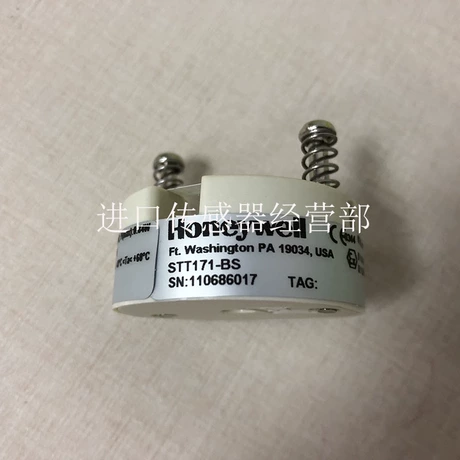 进口传感器经营部
Honeywell
Ft. Washington PA 19034, USA
STT171-BS
SN:110686017
TAG: